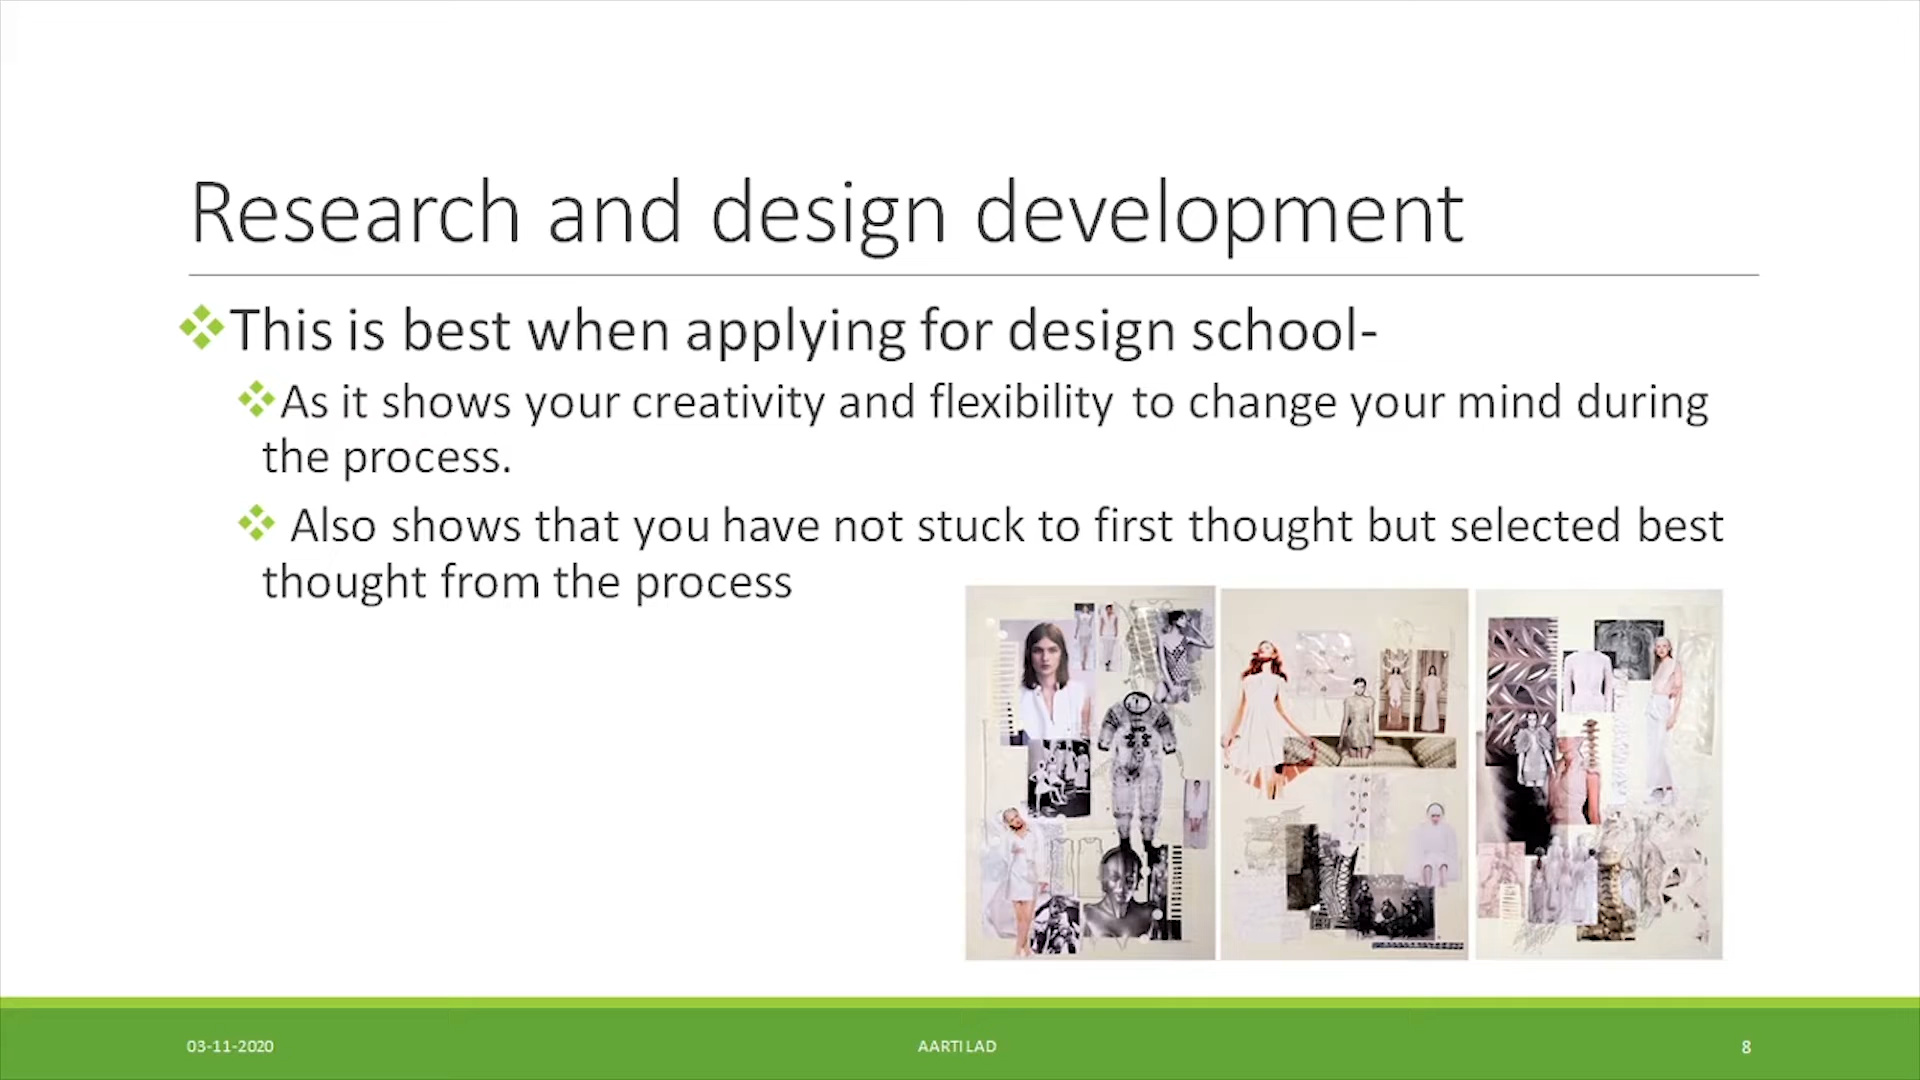 Research and design development
This is best when applying for design school-
As it shows your creativity and flexibility to change your mind during
the process.
Also shows that you have not stuck to first thought but selected best
thought from the process
03-11-2020
AARTI LAD
8